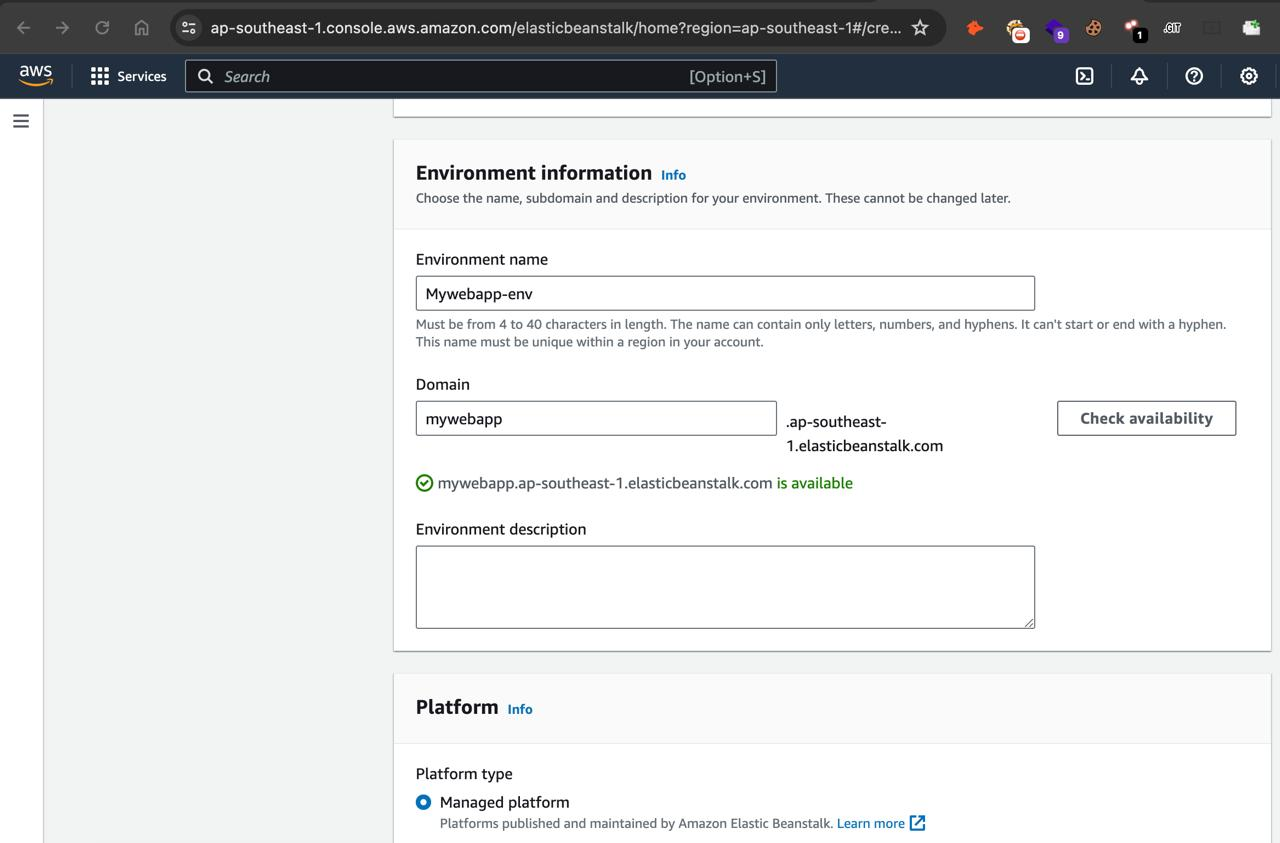 ap-southeast-1.console.aws.amazon.com/elasticbeanstalk/home?region=ap-southeast-1#/cre...
9
1
.GIT
aws
Services
Search
[Option+S]
Environment information Info
Choose the name, subdomain and description for your environment. These cannot be changed later.
Environment name
Mywebapp-env
Must be from 4 to 40 characters in length. The name can contain only letters, numbers, and hyphens. It can't start or end with a hyphen.
This name must be unique within a region in your account.
Domain
mywebapp
.ap-southeast-
1.elasticbeanstalk.com
Check availability
mywebapp.ap-southeast-1.elasticbeanstalk.com is available
Environment description
Platform Info
Platform type
Managed platform
Platforms published and maintained by Amazon Elastic Beanstalk. Learn more